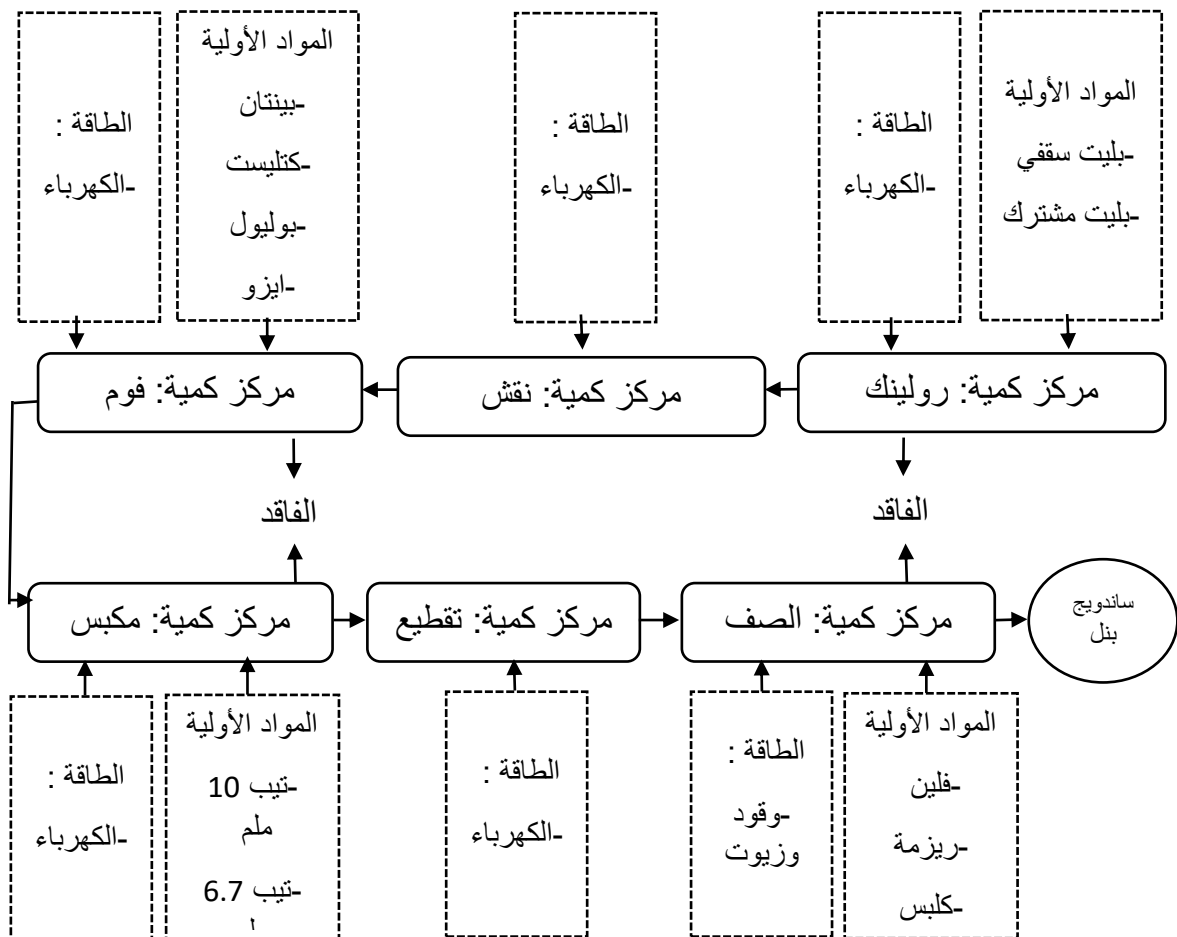 المواد الأولية
-بليت سقفي
-بليت مشترك
الطاقة :
-الكهرباء
الطاقة :
-الكهرباء
المواد الأولية
-بينتان
-كتليست
-بوليول
-ايزو
الطاقة :
-الكهرباء
مركز كمية: رولينك
مركز كمية: نقش
مركز كمية: فوم
الفاقد
الفاقد
مركز كمية: مكبس
مركز كمية: تقطيع
مركز كمية: الصف
ساندويج
بنل
الطاقة :
-الكهرباء
المواد الأولية
-تيب 10
ملم
-تيب 6.7
الطاقة :
-الكهرباء
الطاقة :
-وقود
وزيوت
المواد الأولية
-فلين
-ريزمة
-كلبس